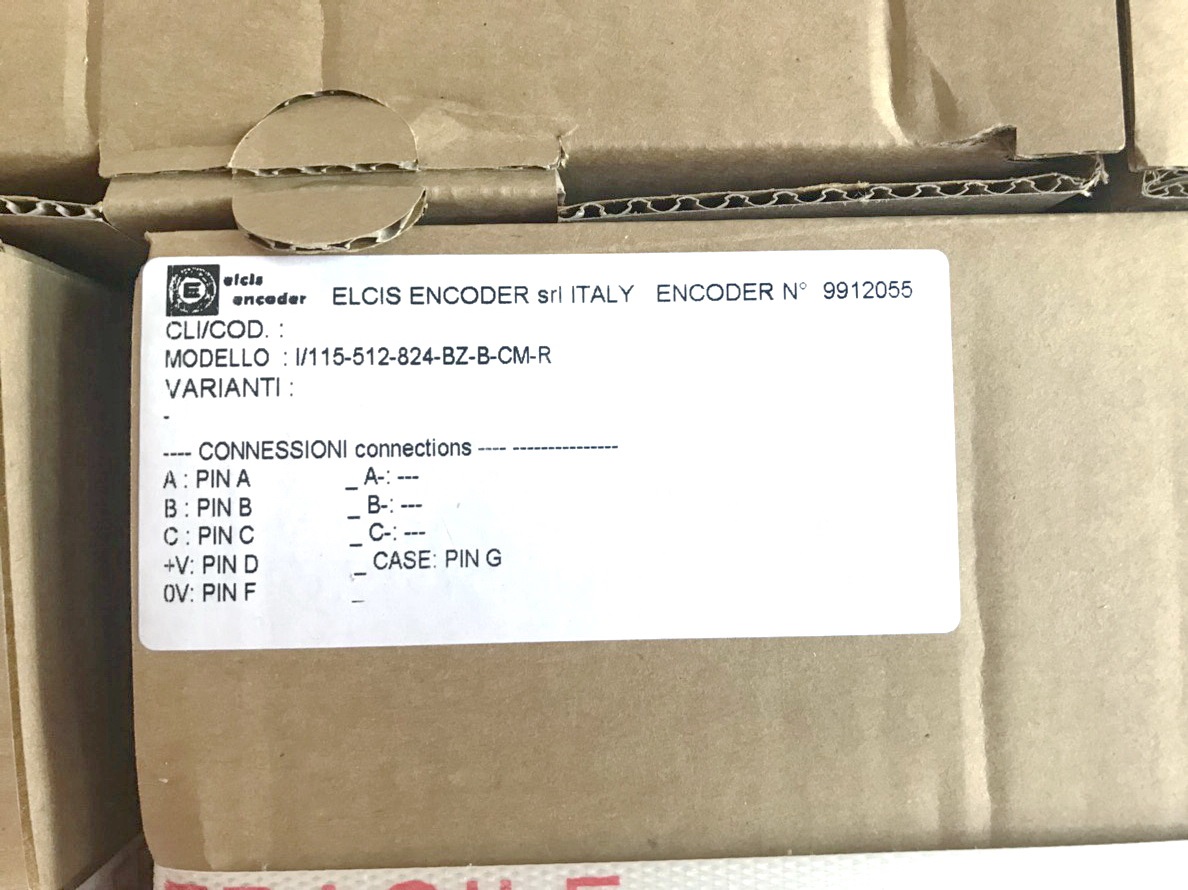 elcis
encoder
ELCIS ENCODER srl ITALY ENCODER N° 9912055
CLI/COD. :
MODELLO : I/115-512-824-BZ-B-CM-R
VARIANTI :
-
---- CONNESSIONI connections ---- ---------------
A : PIN A _ A-: ---
B : PIN B _ B-: ---
C : PIN C _ C-: ---
+V: PIN D _ CASE: PIN G
0V: PIN F _